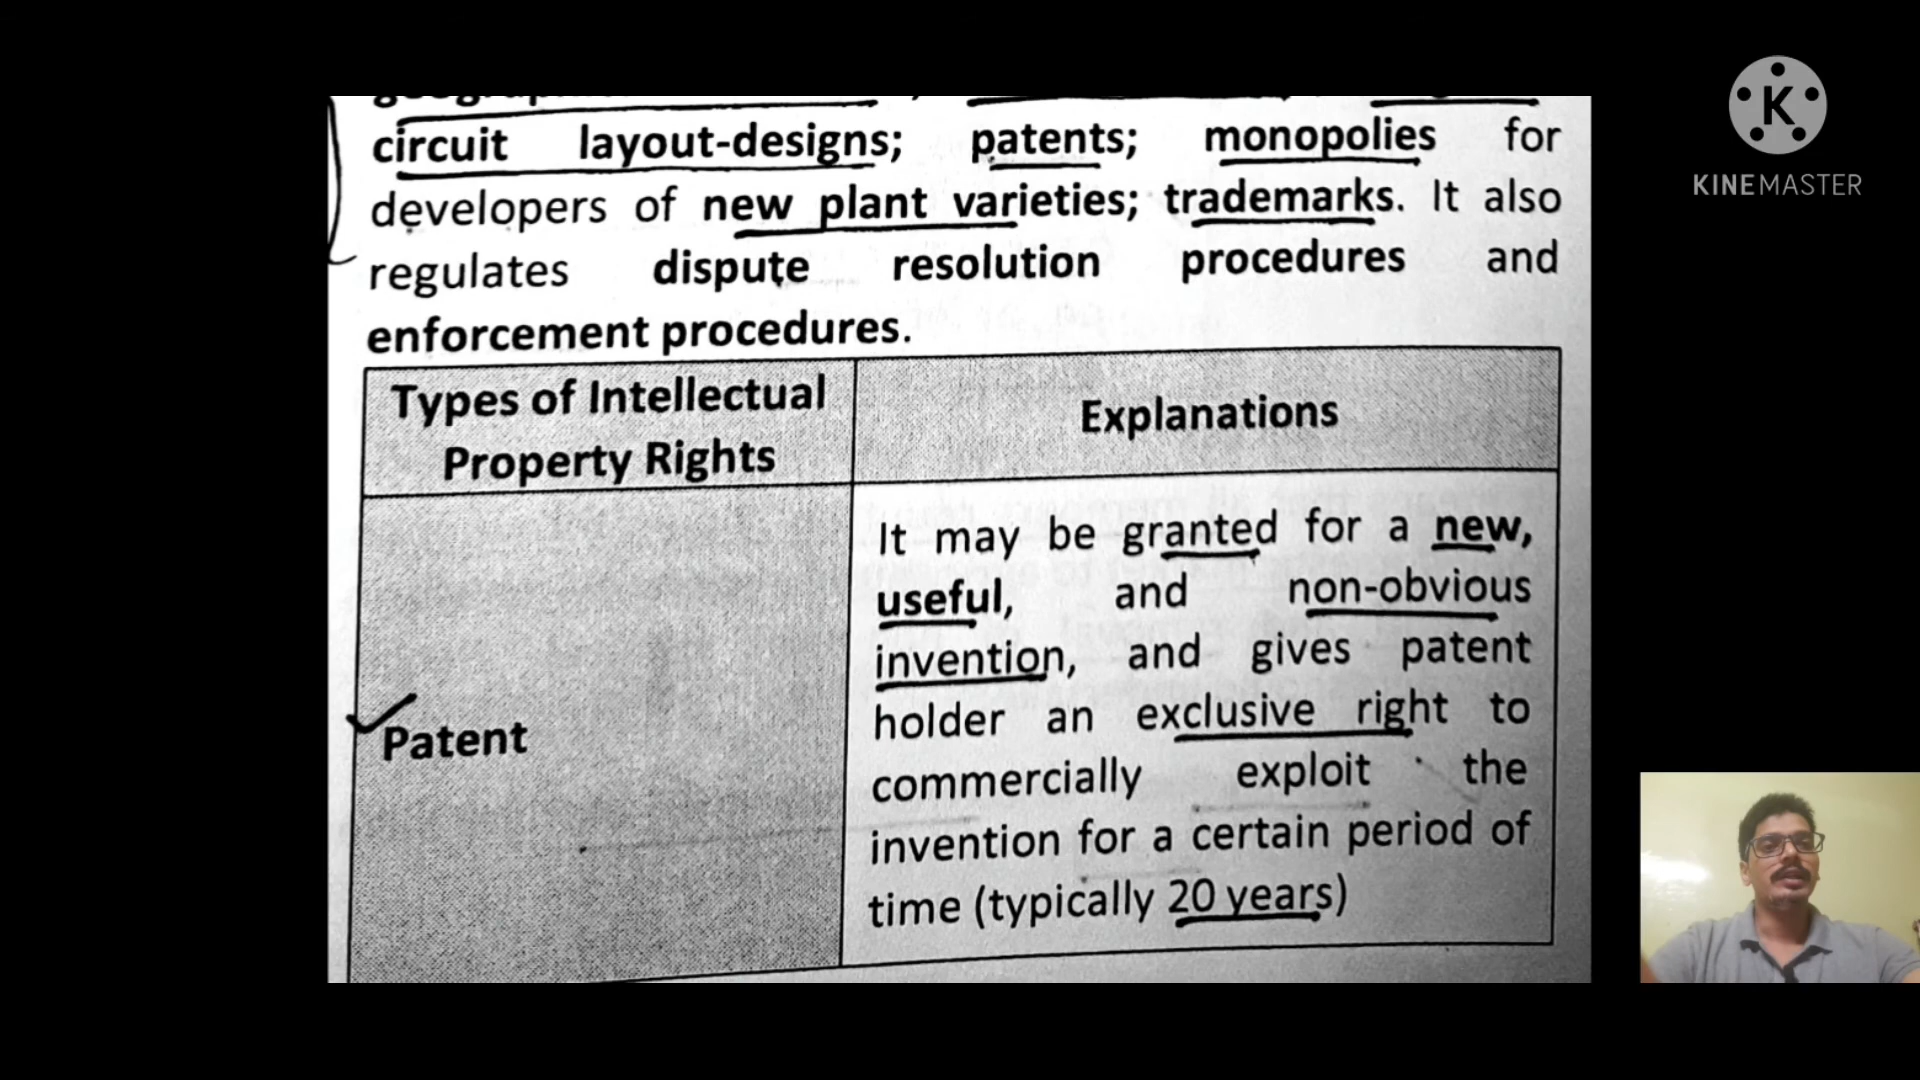 circuit layout-designs; patents; monopolies for
developers of new plant varieties; trademarks. It also
regulates dispute resolution procedures and
enforcement procedures.
Types of Intellectual
Property Rights
Explanations
Patent
It may be granted for a new,
useful, and non-obvious
invention, and gives patent
holder an exclusive right to
commercially exploit the
invention for a certain period of
time (typically 20 years)
K
KINEMASTER